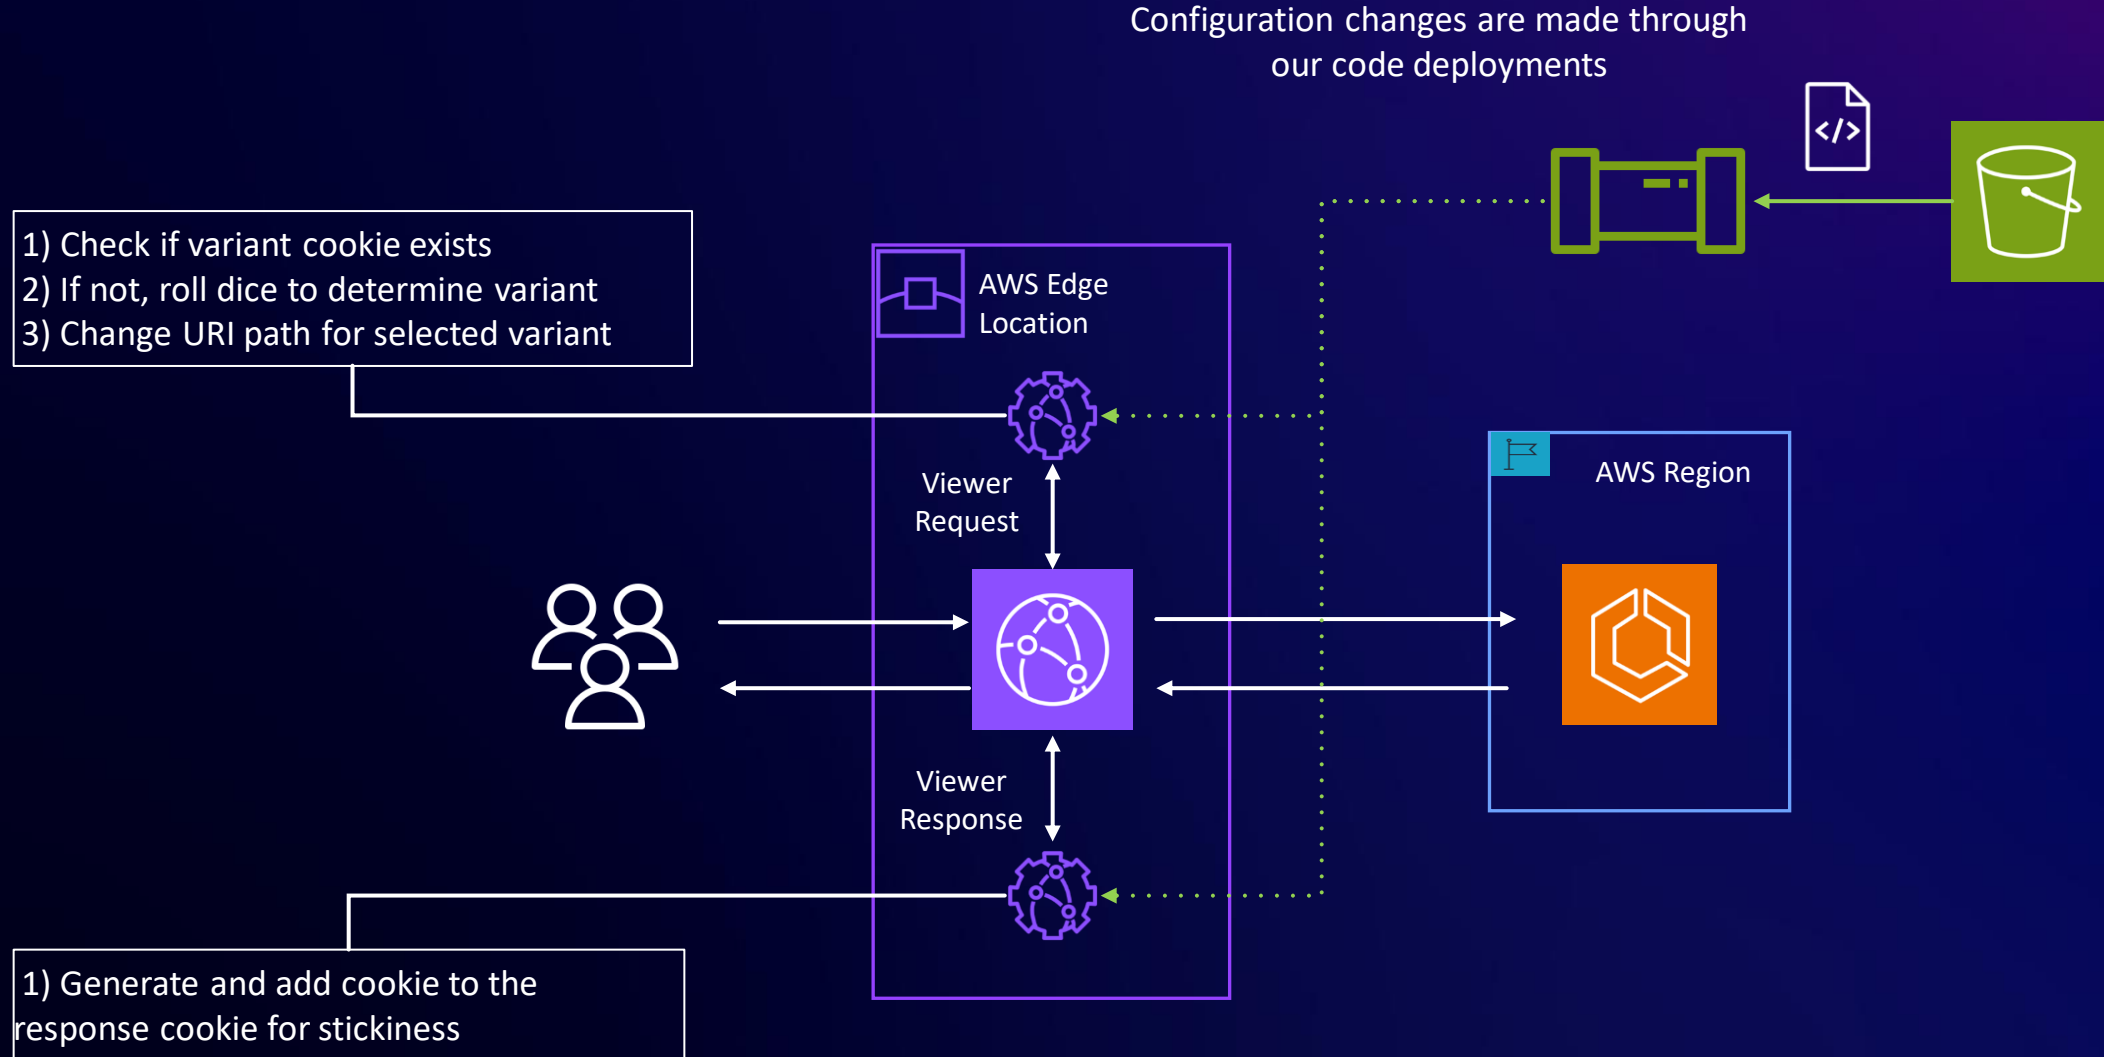 Configuration changes are made through
our code deployments
</>
1) Check if variant cookie exists
2) If not, roll dice to determine variant
3) Change URI path for selected variant
AWS Edge
Location
AWS Region
Viewer
Request
Viewer
Response
1) Generate and add cookie to the
response cookie for stickiness